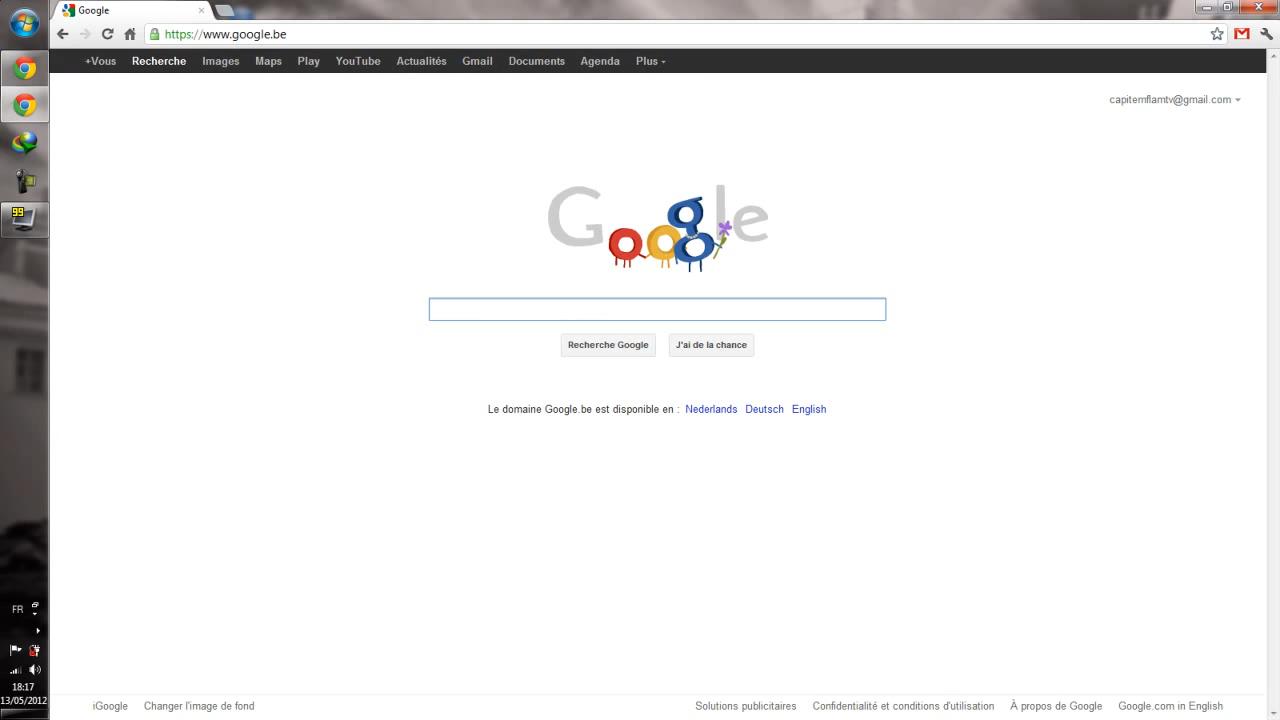 Google
https://www.google.be
+Vous Recherche Images Maps Play YouTube Actualités Gmail Documents Agenda Plus
capitemflamtv@gmail.com
Google
Recherche Google J'ai de la chance
Le domaine Google.be est disponible en : Nederlands Deutsch English
99
FR
18:17
13/05/2012
iGoogle Changer l'image de fond Solutions publicitaires Confidentialité et conditions d'utilisation À propos de Google Google.com in English